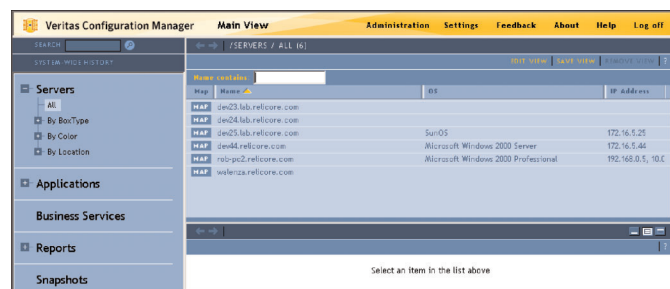 Veritas Configuration Manager Main View Administration Settings Feedback About Help Log off
SEARCH
/SERVERS / ALL (6)
SYSTEM-WIDE HISTORY
EDIT VIEW SAVE VIEW REMOVE VIEW ?
Name contains:
Map Name OS IP Address
Servers
All
By BoxType
By Color
By Location
MAP dev23.lab.relicore.com
MAP dev24.lab.relicore.com
MAP dev25.lab.relicore.com SunOS 172.16.5.25
MAP dev44.relicore.com Microsoft Windows 2000 Server 172.16.5.44
MAP rob-pc2.relicore.com Microsoft Windows 2000 Professional 192.168.0.5, 10.0
MAP walenza.relicore.com
Applications
Business Services
Reports
Snapshots
?
Select an item in the list above